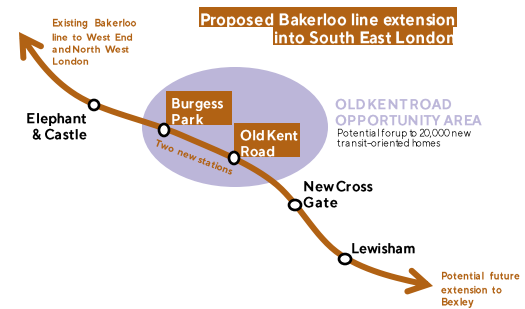 Proposed Bakerloo line extension
into South East London
Existing Bakerloo
line to West End
and North West
London
Elephant
& Castle
Burgess
Park
Old Kent
Road
Two new stations
OLD KENT ROAD
OPPORTUNITY AREA
Potential for up to 20,000 new
transit-oriented homes
New Cross
Gate
Lewisham
Potential future
extension to
Bexley